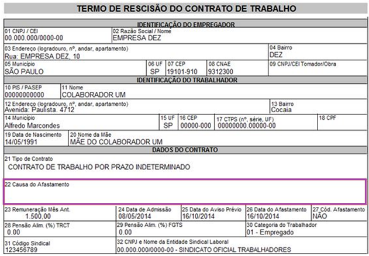 TERMO DE RESCISÃO DO CONTRATO DE TRABALHO
IDENTIFICAÇÃO DO EMPREGADOR
01 CNPJ / CEI 02 Razão Social / Nome
00.000.000/0000-00 EMPRESA DEZ
03 Endereço (logradouro, nº, andar, apartamento) 04 Bairro
Rua: EMPRESA DEZ, 10 DEZ
05 Município 06 UF 07 CEP 08 CNAE 09 CNPJ/CEI Tomador/Obra
SÃO PAULO SP 19101-910 9312300
IDENTIFICAÇÃO DO TRABALHADOR
10 PIS / PASEP 11 Nome
00000000000 COLABORADOR UM
12 Endereço (logradouro, nº, andar, apartamento) 13 Bairro
Avenida: Paulista. 4712 Cocaia
14 Município 15 UF 16 CEP 17 CTPS (nº, série, UF) 18 CPF
Alfredo Marcondes SP 00000-000 00000000.00000-00
19 Data de Nascimento 20 Nome da Mãe
14/05/1991 MÃE DO COLABORADOR UM
DADOS DO CONTRATO
21 Tipo de Contrato
CONTRATO DE TRABALHO POR PRAZO INDETERMINADO
22 Causa do Afastamento
23 Remuneração Mês Ant. 24 Data de Admissão 25 Data do Aviso Prévio 26 Data do Afastamento 27 Cód. Afastamento
1.500,00 08/05/2014 16/10/2014 16/10/2014 NÃO
28 Pensão Alim. (%) TRCT 29 Pensão Alim. (%) FGTS 30 Categoria do Trabalhador
0.00 0.00 01 - Empregado
31 Código Sindical 32 CNPJ e Nome da Entidade Sindical Laboral
123456789 00.000.000/0000-00 - SINDICATO OFICIAL TRABALHADORES